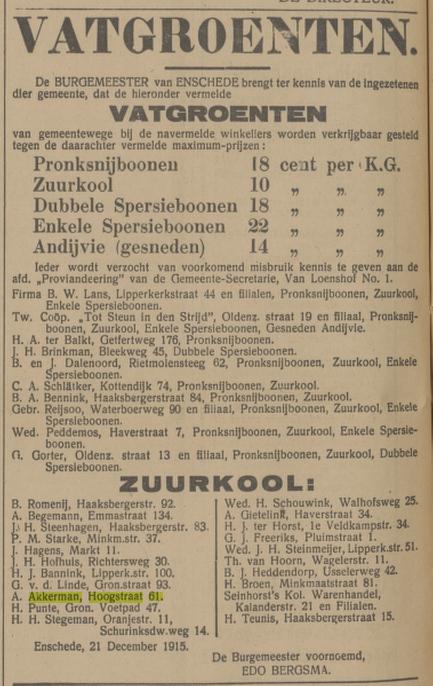 DE DIRECTEUR.
VATGROENTEN.
De BURGEMEESTER van ENSCHEDE brengt ter kennis van de ingezetenen
dier gemeente, dat de hieronder vermelde
VATGROENTEN
van gemeentewege bij de navermelde winkeliers worden verkrijgbaar gesteld
tegen de daarachter vermelde maximum-prijzen:
Pronksnijboonen 18 cent per K.G.
Zuurkool 10 „ „ „
Dubbele Spersieboonen 18 „ „ „
Enkele Spersieboonen 22 „ „ „
Andijvie (gesneden) 14 „ „ „
Ieder wordt verzocht van voorkomend misbruik kennis te geven aan de
afd. „Proviandeering" van de Gemeente-Secretarie, Van Loenshof No. 1.
Firma B. W. Lans, Lipperkerkstraat 44 en filialen, Pronksnijboonen, Zuurkool,
Enkele Spersieboonen.
Tw. Coöp. „Tot Steun in den Strijd", Oldenz. straat 19 en filiaal, Pronksnij-
boonen, Zuurkool, Enkele Spersieboonen, Gesneden Andijvie.
H. A. ter Balkt, Getfertweg 176, Pronksnijboonen.
J. H. Brinkman, Bleekweg 45, Dubbele Spersieboonen.
B. en J. Dalenoord, Rietmolensteeg 62, Pronksnijboonen, Zuurkool, Enkele
Spersieboonen.
C. A. Schlätker, Kottendijk 74, Pronksnijboonen, Zuurkool.
B. A. Bennink, Haaksbergerstraat 84, Pronksnijboonen, Zuurkool.
Gebr. Reijsoo, Waterboerweg 90 en filiaal, Pronksnijboonen, Zuurkool, Enkele
Spersieboonen.
Wed. Peddemos, Haverstraat 7, Pronksnijboonen, Zuurkool, Enkele Spersie-
boonen.
G. Gorter, Oldenz. straat 13 en filiaal, Pronksnijboonen, Zuurkool, Dubbele
Spersieboonen.
ZUURKOOL:
B. Romenij, Haaksbergerstr. 92.
A. Begemann, Emmastraat 134.
J. H. Steenhagen, Haaksbergerstr. 83.
P. M. Starke, Minkm.str. 37.
J. Hagens, Markt 11.
J. H. Hofhuis, Richtersweg 30.
H. J. Bannink, Lipperk.str. 100.
G. v. d. Linde, Gron.straat 93.
A. Akkerman, Hoogstraat 61.
H. Punte, Gron. Voetpad 47.
H. H. Stegeman, Oranjestr. 11,
Schurinksdw.weg 14.
Wed. H. Schouwink, Walhofsweg 25.
A. Gietelink, Haverstraat 34.
H. J. ter Horst, 1e Veldkampstr. 34.
G. J. Freeriks, Pluimstraat 1.
Wed. J. H. Steinmeijer, Lipperk.str. 51.
Th. van Hoorn, Wagelerstr. 11.
B. J. Heddendorp, Usselerweg 42.
H. Broen, Minkmaatstraat 81.
Seinhorst's Kol. Warenhandel,
Kalanderstr. 21 en Filialen.
H. Teunis, Haaksbergerstraat 15.
Enschede, 21 December 1915.
De Burgemeester voornoemd,
EDO BERGSMA.